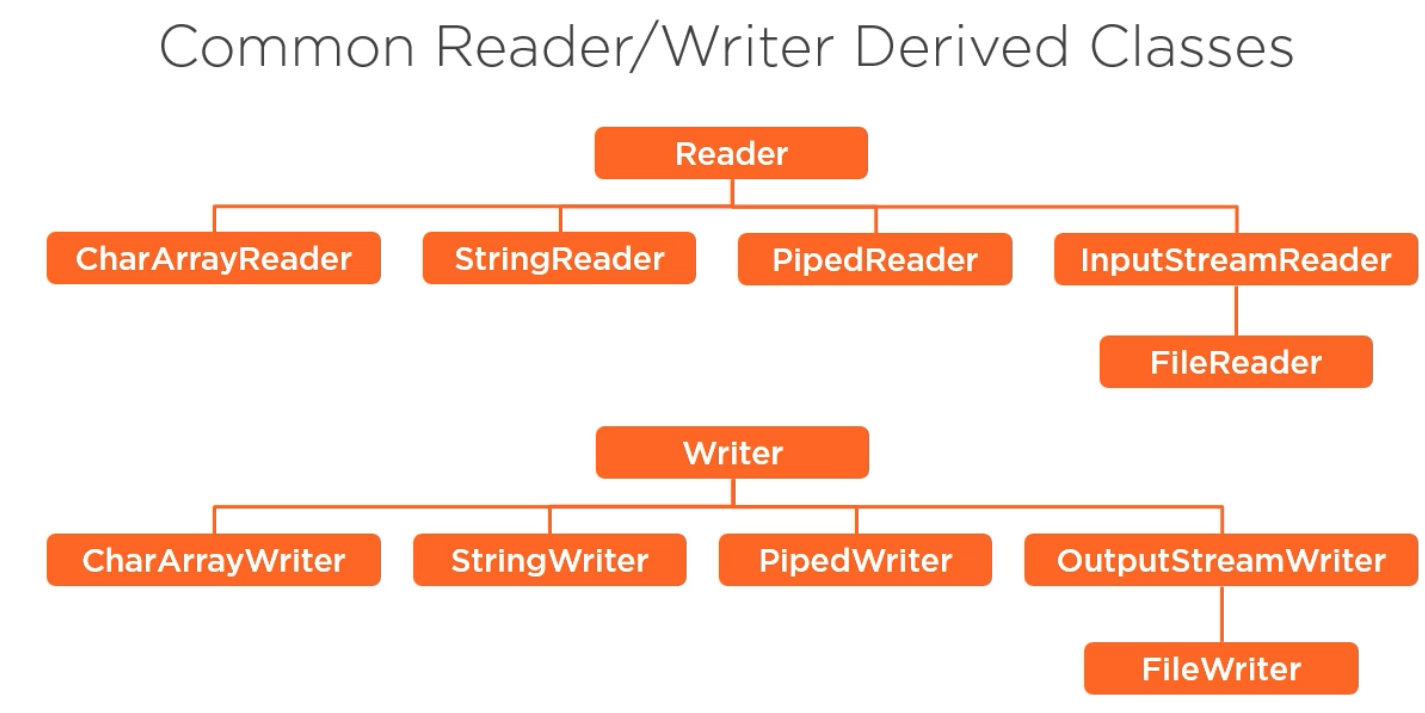 Common Reader/Writer Derived Classes
Reader
CharArrayReader
StringReader
PipedReader
InputStreamReader
FileReader
Writer
CharArrayWriter
StringWriter
PipedWriter
OutputStreamWriter
FileWriter